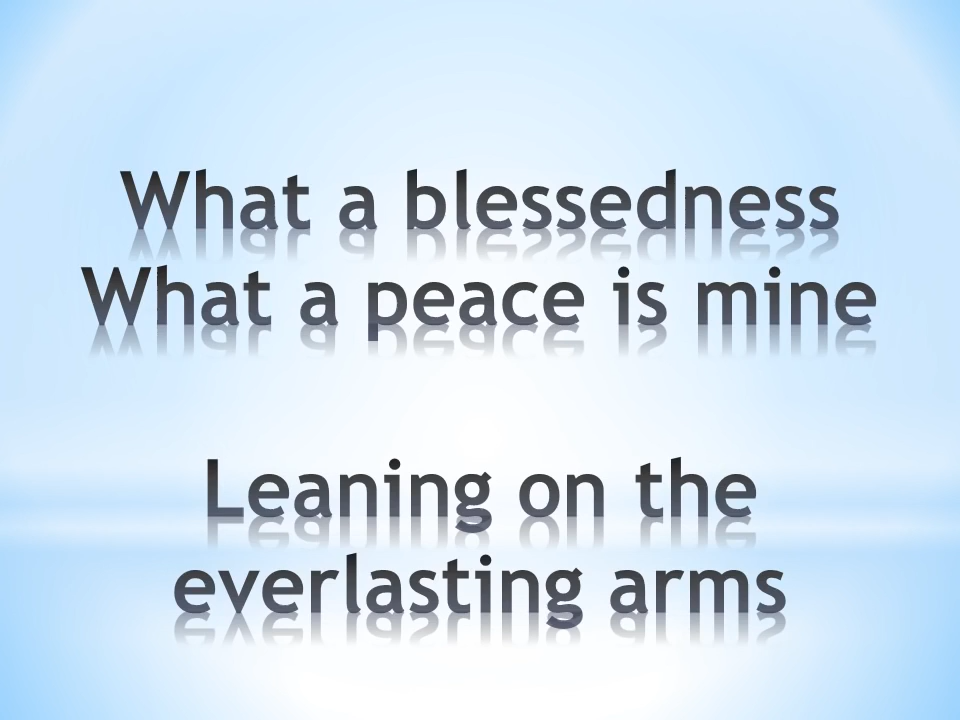 What a blessedness
What a peace is mine
Leaning on the
everlasting arms